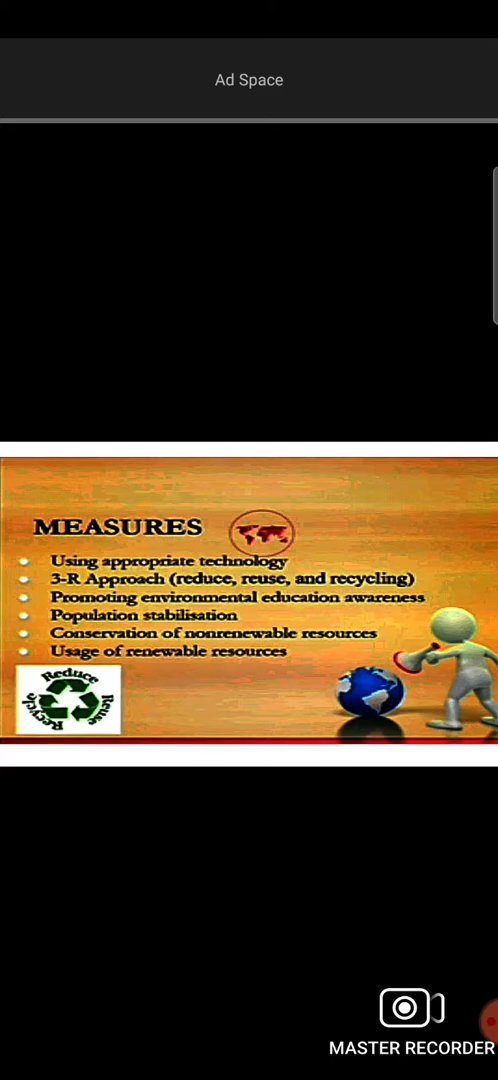 Ad Space
MEASURES
Using appropriate technology
3-R Approach (reduce, reuse, and recycling)
Promoting environmental education awareness
Population stabilisation
Conservation of nonrenewable resources
Usage of renewable resources
Reduce
Reuse
Recycle
MASTER RECORDER